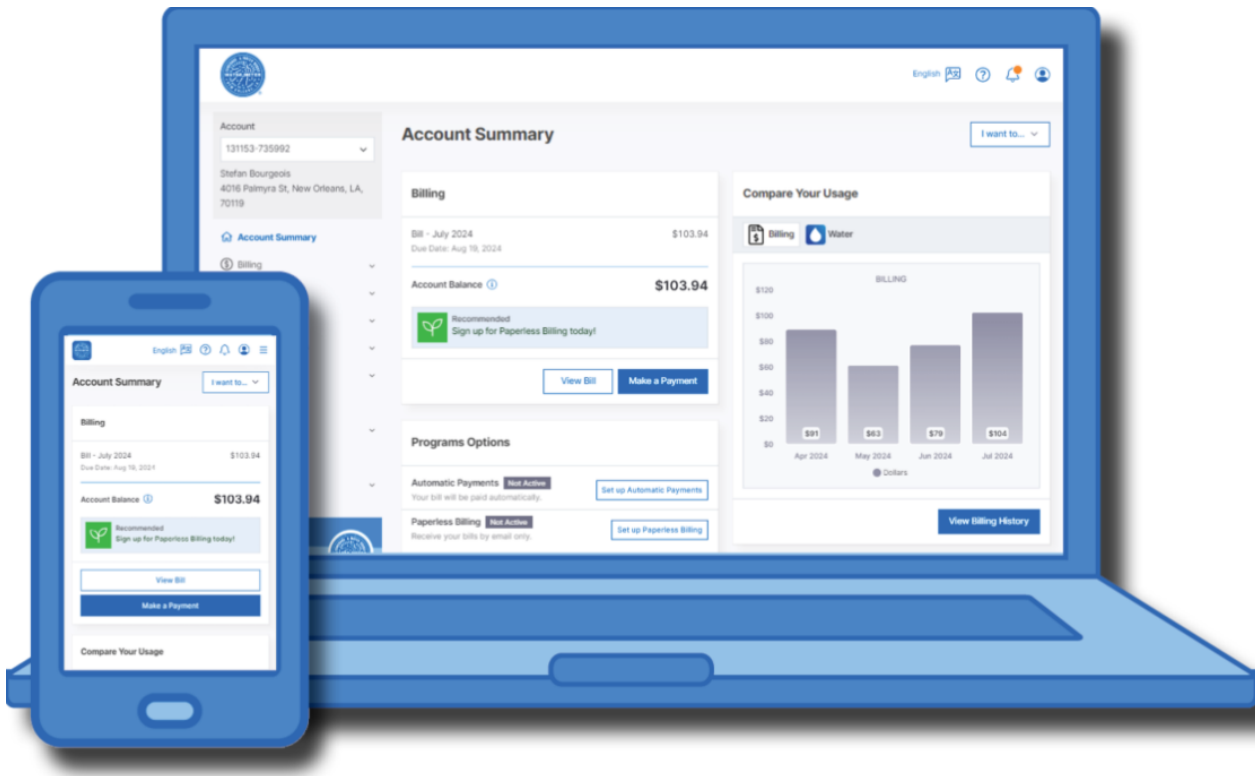 WATER METER
English
Account
131153-735992
Stefan Bourgeois
4016 Palmyra St, New Orleans, LA,
70119
Account Summary
Billing
Account Summary
I want to...
Billing
Bill - July 2024 $103.94
Due Date: Aug 19, 2024
Account Balance $103.94
Recommended
Sign up for Paperless Billing today!
View Bill Make a Payment
Programs Options
Automatic Payments Not Active
Your bill will be paid automatically.
Set up Automatic Payments
Paperless Billing Not Active
Receive your bills by email only.
Set up Paperless Billing
Compare Your Usage
Billing Water
BILLING
$120
$100
$80
$60
$40
$20
$0
$91 $63 $79 $104
Apr 2024 May 2024 Jun 2024 Jul 2024
Dollars
View Billing History
English
Account Summary
I want to...
Billing
Bill - July 2024 $103.94
Due Date: Aug 19, 2024
Account Balance $103.94
Recommended
Sign up for Paperless Billing today!
View Bill
Make a Payment
Compare Your Usage